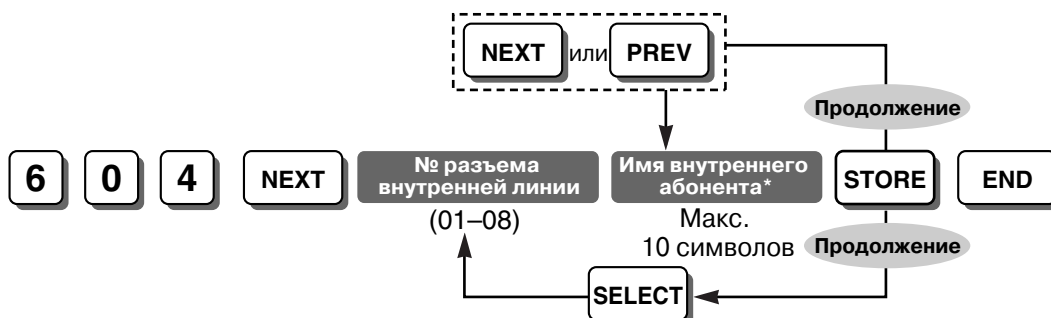 NEXT или PREV
Продолжение
6 0 4 NEXT № разъема внутренней линии Имя внутреннего абонента* STORE END
(01–08)
Макс.
10 символов
Продолжение
SELECT